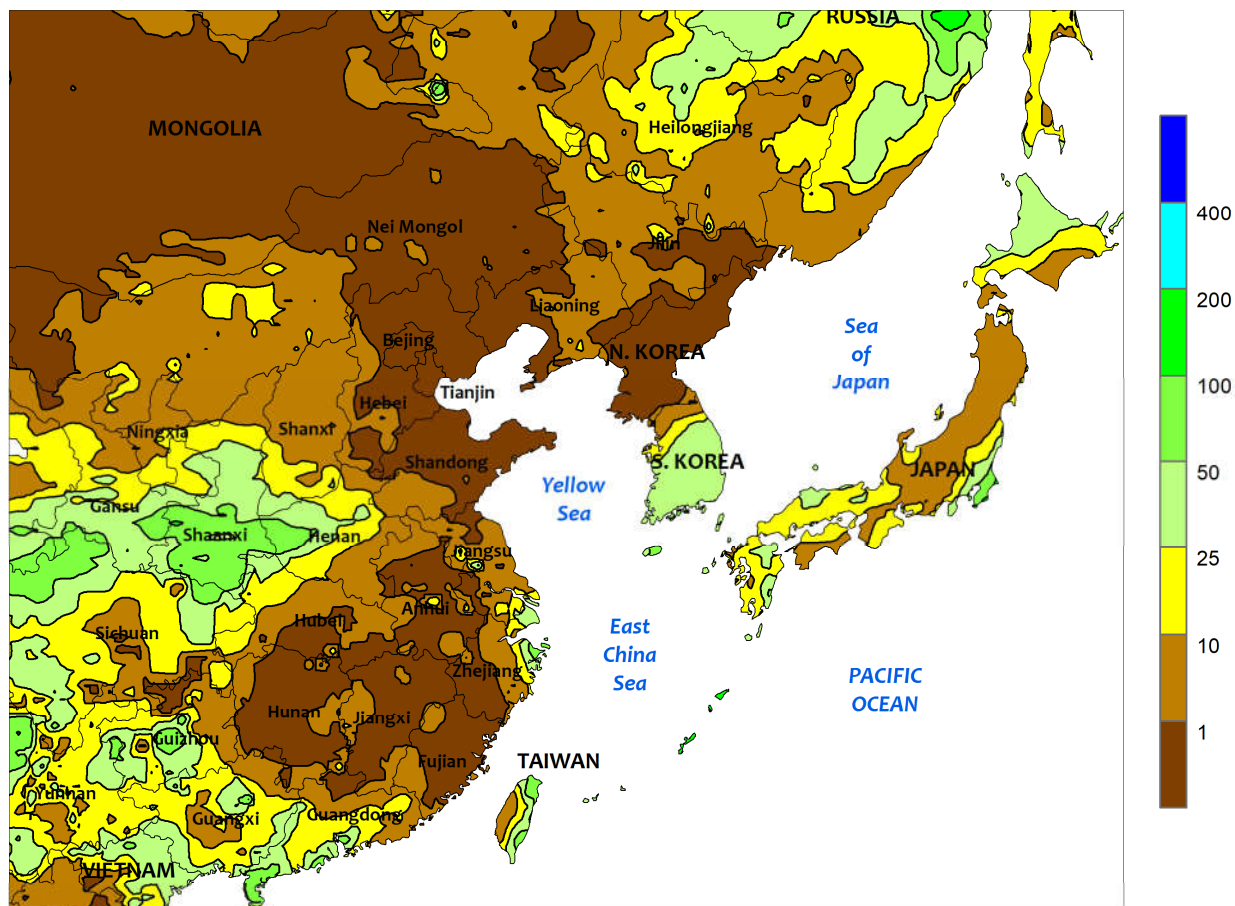 RUSSIA
MONGOLIA
Heilongjiang
Nei Mongol
Jilin
Liaoning
Bejing
N. KOREA
Sea
of
Japan
Tianjin
Hebei
Ningxia
Shanxi
Shandong
S. KOREA
JAPAN
Yellow
Sea
Gansu
Shaanxi
Henan
Jiangsu
Anhui
Hubei
Sichuan
East
China
Sea
Zhejiang
PACIFIC
OCEAN
Hunan
Jiangxi
Guizhou
Fujian
TAIWAN
Yunnan
Guangxi
Guangdong
VIETNAM
400
200
100
50
25
10
1